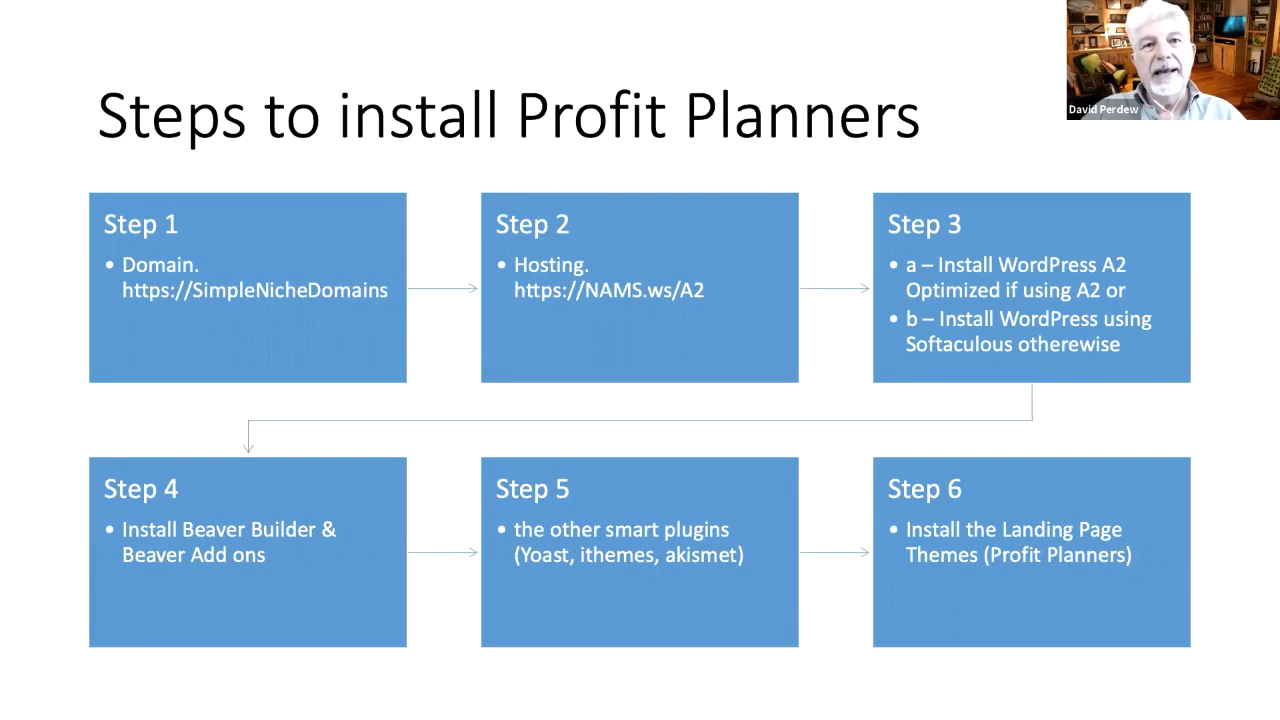 Steps to install Profit Planners
David Perdew
Step 1
• Domain.
https://SimpleNicheDomains
Step 2
• Hosting.
https://NAMS.ws/A2
Step 3
• a – Install WordPress A2
Optimized if using A2 or
• b – Install WordPress using
Softaculous otherewise
Step 4
• Install Beaver Builder &
Beaver Add ons
Step 5
• the other smart plugins
(Yoast, ithemes, akismet)
Step 6
• Install the Landing Page
Themes (Profit Planners)